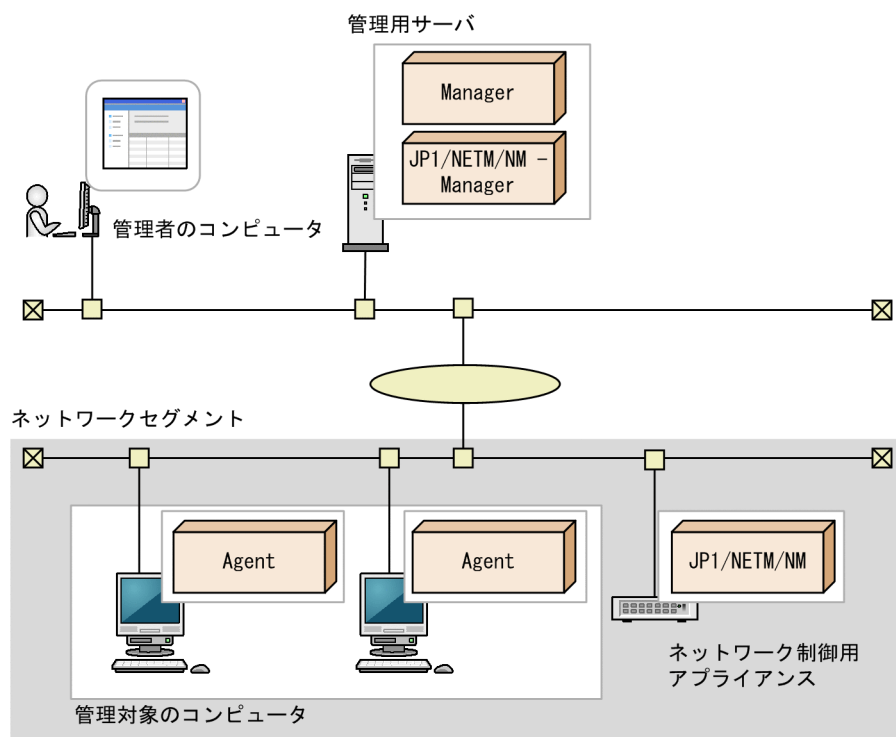 管理用サーバ
Manager
JP1/NETM/NM −
Manager
管理者のコンピュータ
ネットワークセグメント
Agent
Agent
JP1/NETM/NM
ネットワーク制御用
アプライアンス
管理対象のコンピュータ